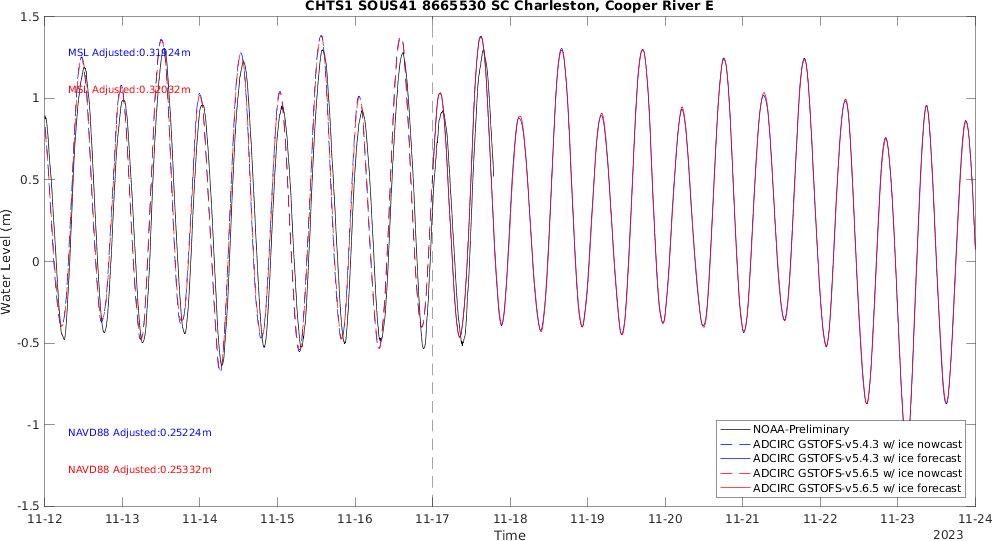 CHTS1 SOUS41 8665530 SC Charleston, Cooper River E
1.5
1
0.5
0
-0.5
-1
-1.5
Water Level (m)
MSL Adjusted:0.31924m
MSL Adjusted:0.32032m
NAVD88 Adjusted:0.25224m
NAVD88 Adjusted:0.25332m
NOAA-Preliminary
ADCIRC GSTOFS-v5.4.3 w/ ice nowcast
ADCIRC GSTOFS-v5.4.3 w/ ice forecast
ADCIRC GSTOFS-v5.6.5 w/ ice nowcast
ADCIRC GSTOFS-v5.6.5 w/ ice forecast
11-12 11-13 11-14 11-15 11-16 11-17 11-18 11-19 11-20 11-21 11-22 11-23 11-24
Time
2023